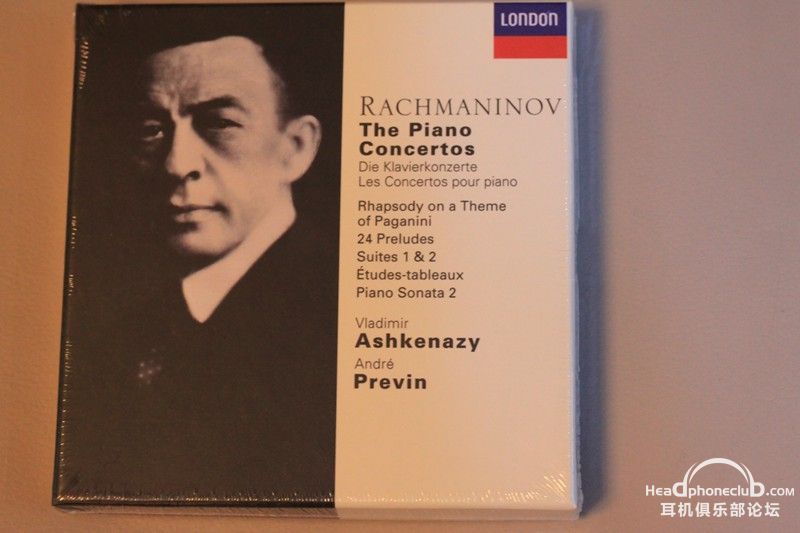 LONDON
RACHMANINOV
The Piano
Concertos
Die Klavierkonzerte
Les Concertos pour piano
Rhapsody on a Theme
of Paganini
24 Preludes
Suites 1 & 2
Études-tableaux
Piano Sonata 2
Vladimir
Ashkenazy
André
Previn
Headphoneclub.com
耳机俱乐部论坛